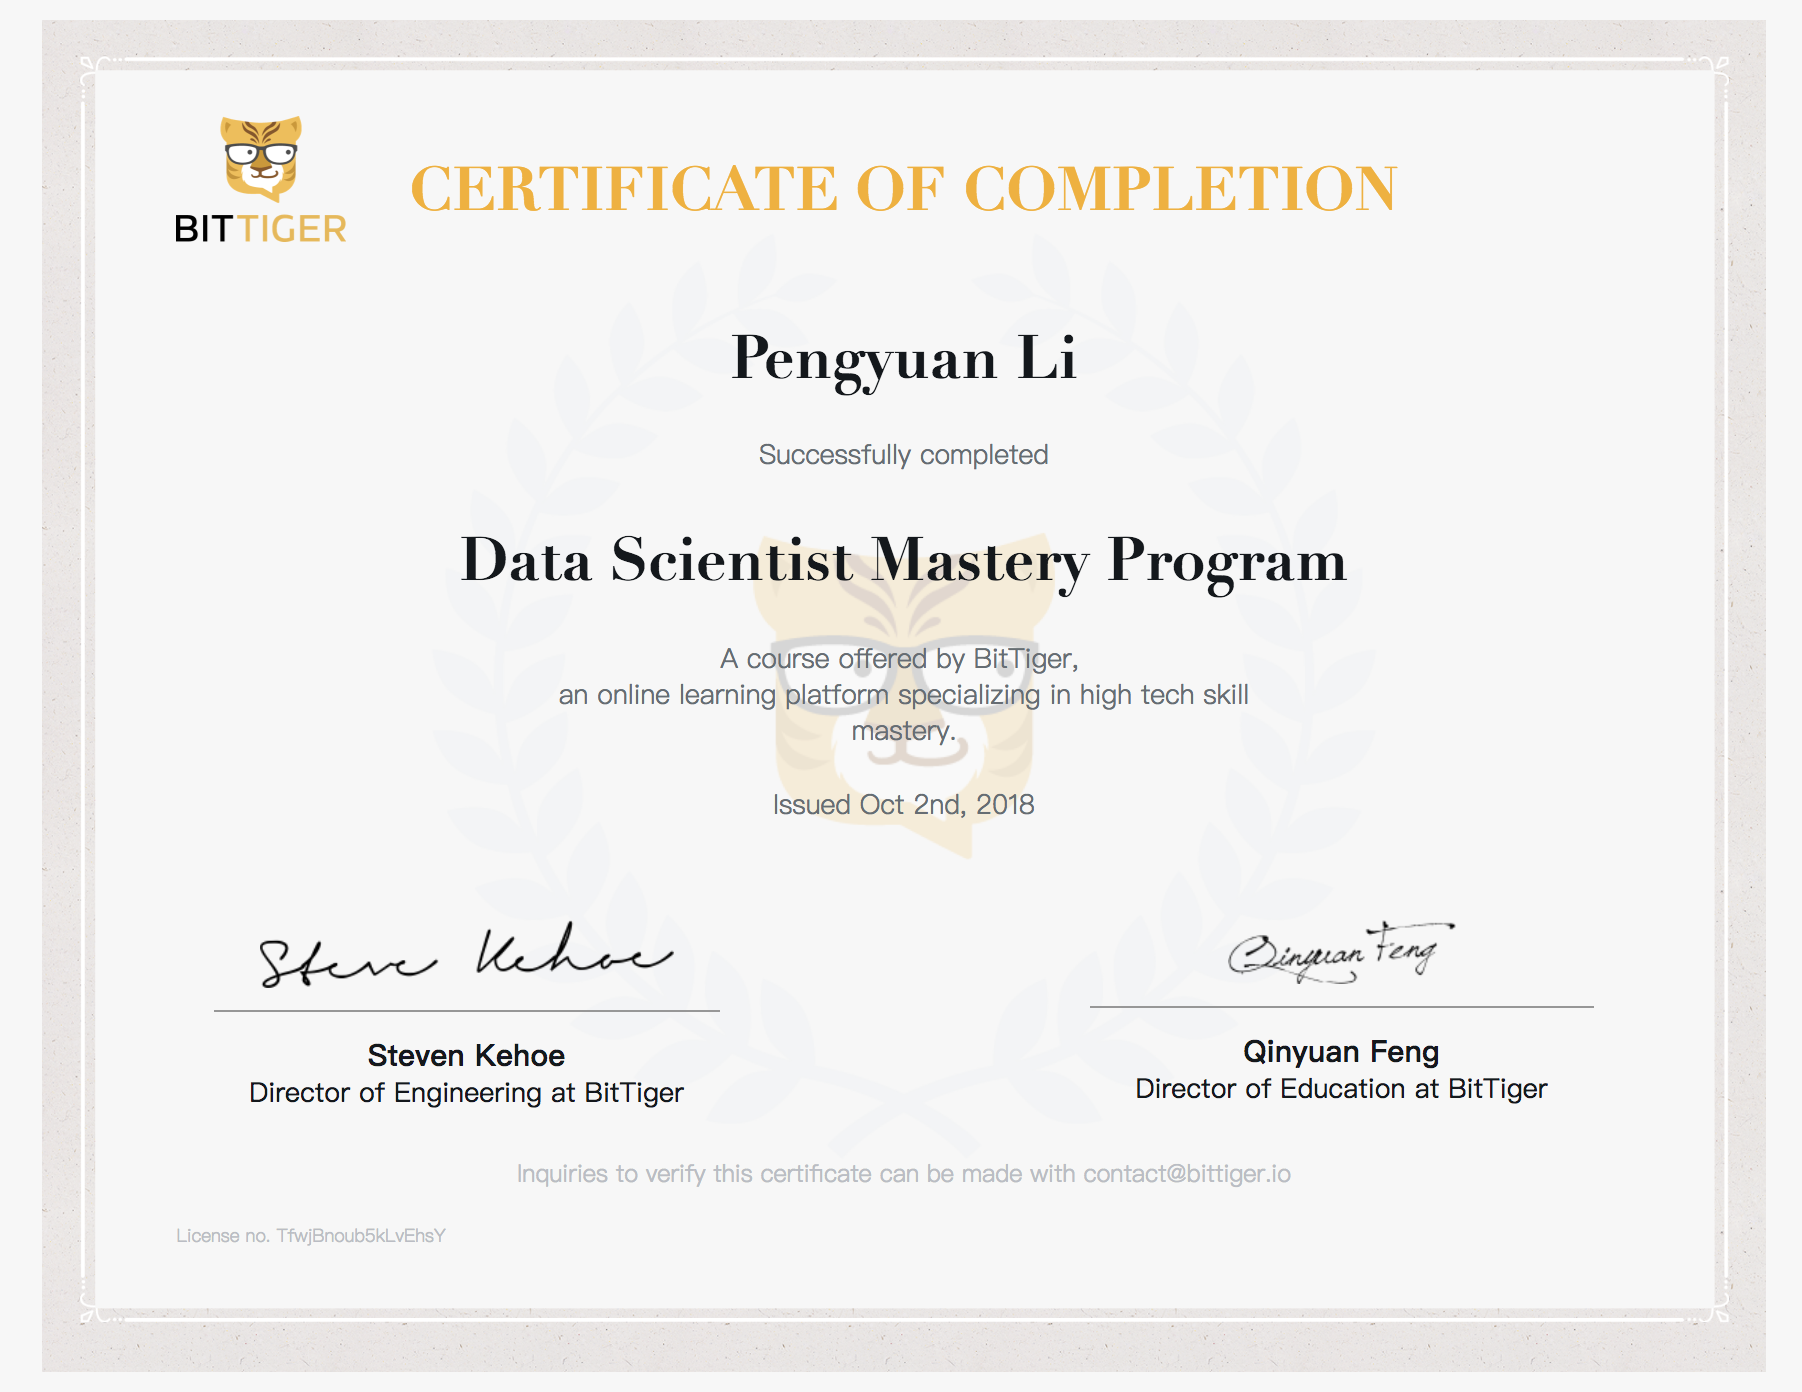 BITTIGER
CERTIFICATE OF COMPLETION
Pengyuan Li
Successfully completed
Data Scientist Mastery Program
A course offered by BitTiger,
an online learning platform specializing in high tech skill
mastery.
Issued Oct 2nd, 2018
Steve Kehoe
Qinyuan Feng
Steven Kehoe
Director of Engineering at BitTiger
Qinyuan Feng
Director of Education at BitTiger
Inquiries to verify this certificate can be made with contact@bittiger.io
License no. TfwjBnoub5kLvEhsY